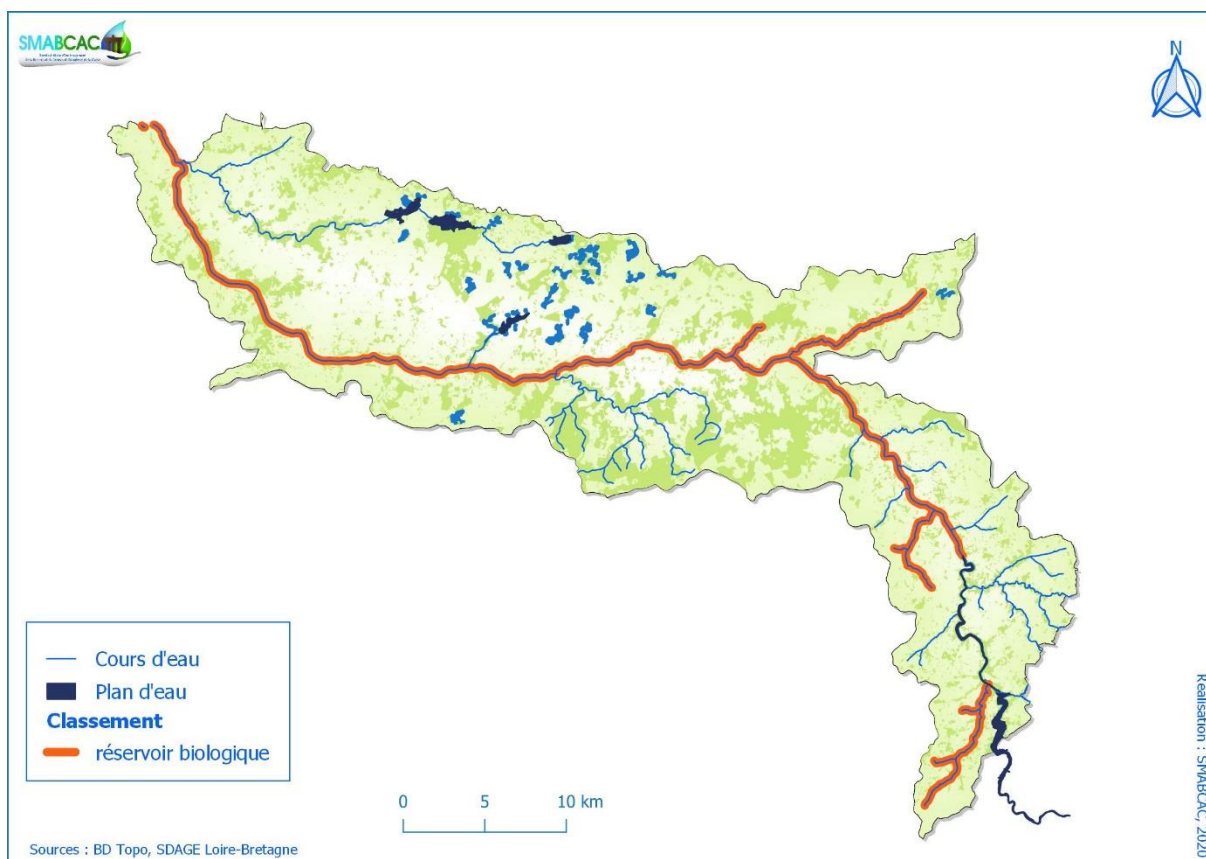 SMABCAC
N
Cours d'eau
Plan d'eau
Classement
réservoir biologique
0 5 10 km
Sources : BD Topo, SDAGE Loire-Bretagne
Réalisation : SMABCAC, 2020